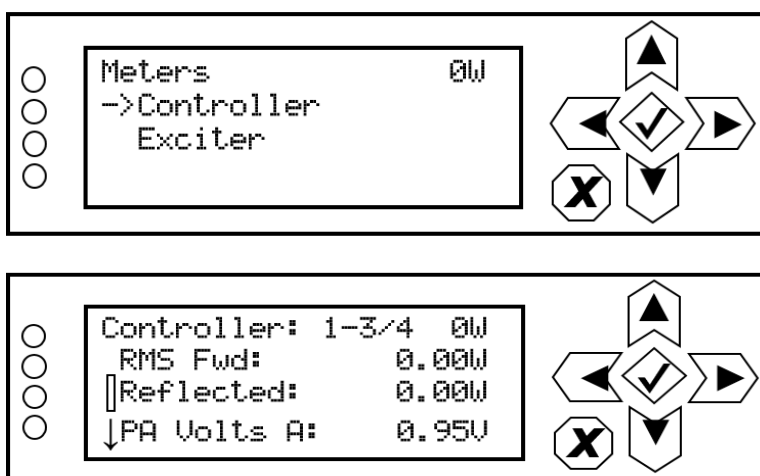 Meters 0W
->Controller
Exciter
X
Controller: 1-3/4 0W
RMS Fwd: 0.00W
Reflected: 0.00W
↓PA Volts A: 0.95V
X